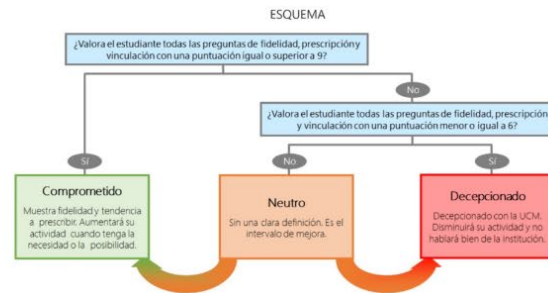 ESQUEMA
¿Valora el estudiante todas las preguntas de fidelidad, prescripción y
vinculación con una puntuación igual o superior a 9?
No
¿Valora el estudiante todas las preguntas de fidelidad, prescripción
y vinculación con una puntuación menor o igual a 6?
Sí
No
Sí
Comprometido
Muestra fidelidad y tendencia
a prescribir. Aumentará su
actividad cuando tenga la
necesidad o la posibilidad.
Neutro
Sin una clara definición. Es el
intervalo de mejora.
Decepcionado
Decepcionado con la UCM.
Disminuirá su actividad y no
hablará bien de la institución.